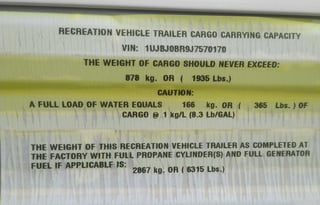 RECREATION VEHICLE TRAILER CARGO CARRYING CAPACITY
VIN: 1UJBJ0BR9J7570170
THE WEIGHT OF CARGO SHOULD NEVER EXCEED:
878 kg. OR ( 1935 Lbs.)
CAUTION:
A FULL LOAD OF WATER EQUALS 166 kg. OR ( 365 Lbs. ) OF
CARGO @ 1 kg/L (8.3 Lb/GAL)
THE WEIGHT OF THIS RECREATION VEHICLE TRAILER AS COMPLETED AT
THE FACTORY WITH FULL PROPANE CYLINDER(S) AND FULL GENERATOR
FUEL IF APPLICABLE IS:
2867 kg. OR ( 6315 Lbs.)